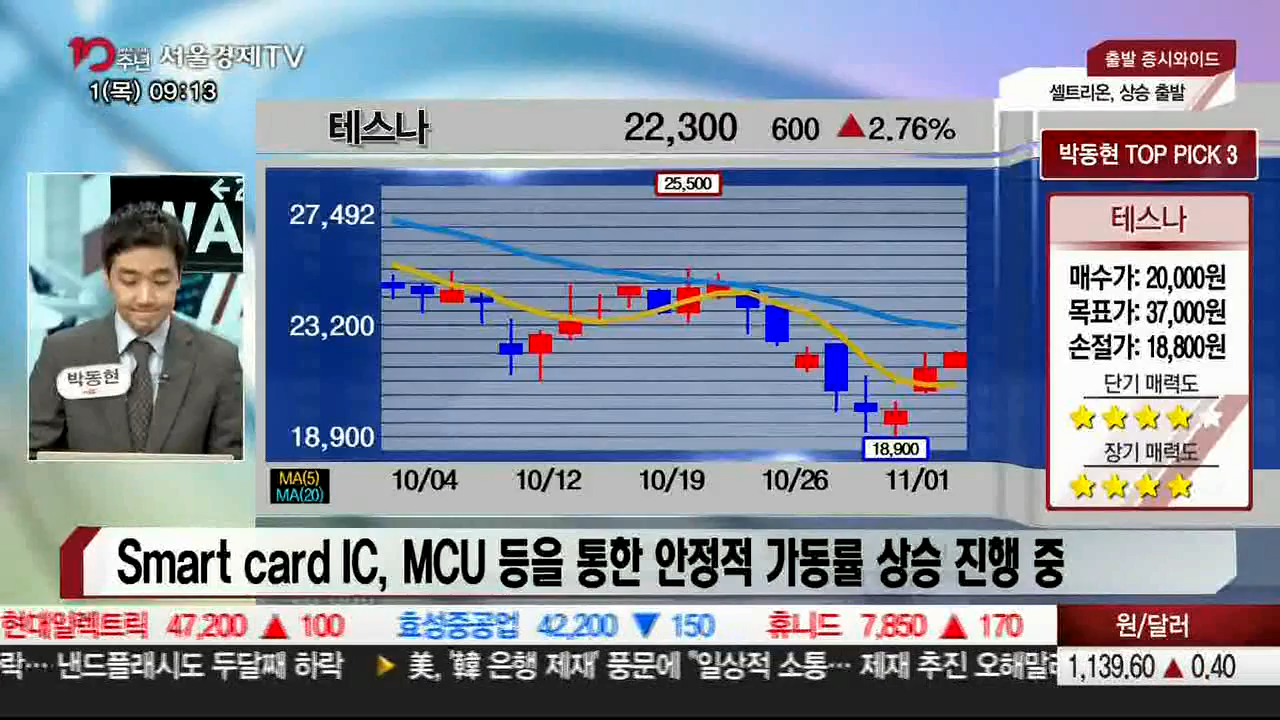 10주년 서울경제TV
1(목) 09:13
출발 증시와이드
셀트리온, 상승 출발
테스나 22,300 600 ▲2.76%
박동현 TOP PICK 3
25,500
27,492
23,200
18,900
18,900
MA(5)
MA(20)
10/04 10/12 10/19 10/26 11/01
WA
박동현
테스나
매수가: 20,000원
목표가: 37,000원
손절가: 18,800원
단기 매력도
★★★★★
장기 매력도
★★★★
Smart card IC, MCU 등을 통한 안정적 가동률 상승 진행 중
현대일렉트릭 47,200 ▲ 100 효성중공업 42,200 ▼ 150 휴니드 7,850 ▲ 170
원/달러
락… 낸드플래시도 두달째 하락 ▶ 美, '韓 은행 제재' 풍문에 "일상적 소통… 제재 추진 오해말라
1,139.60 ▲ 0.40